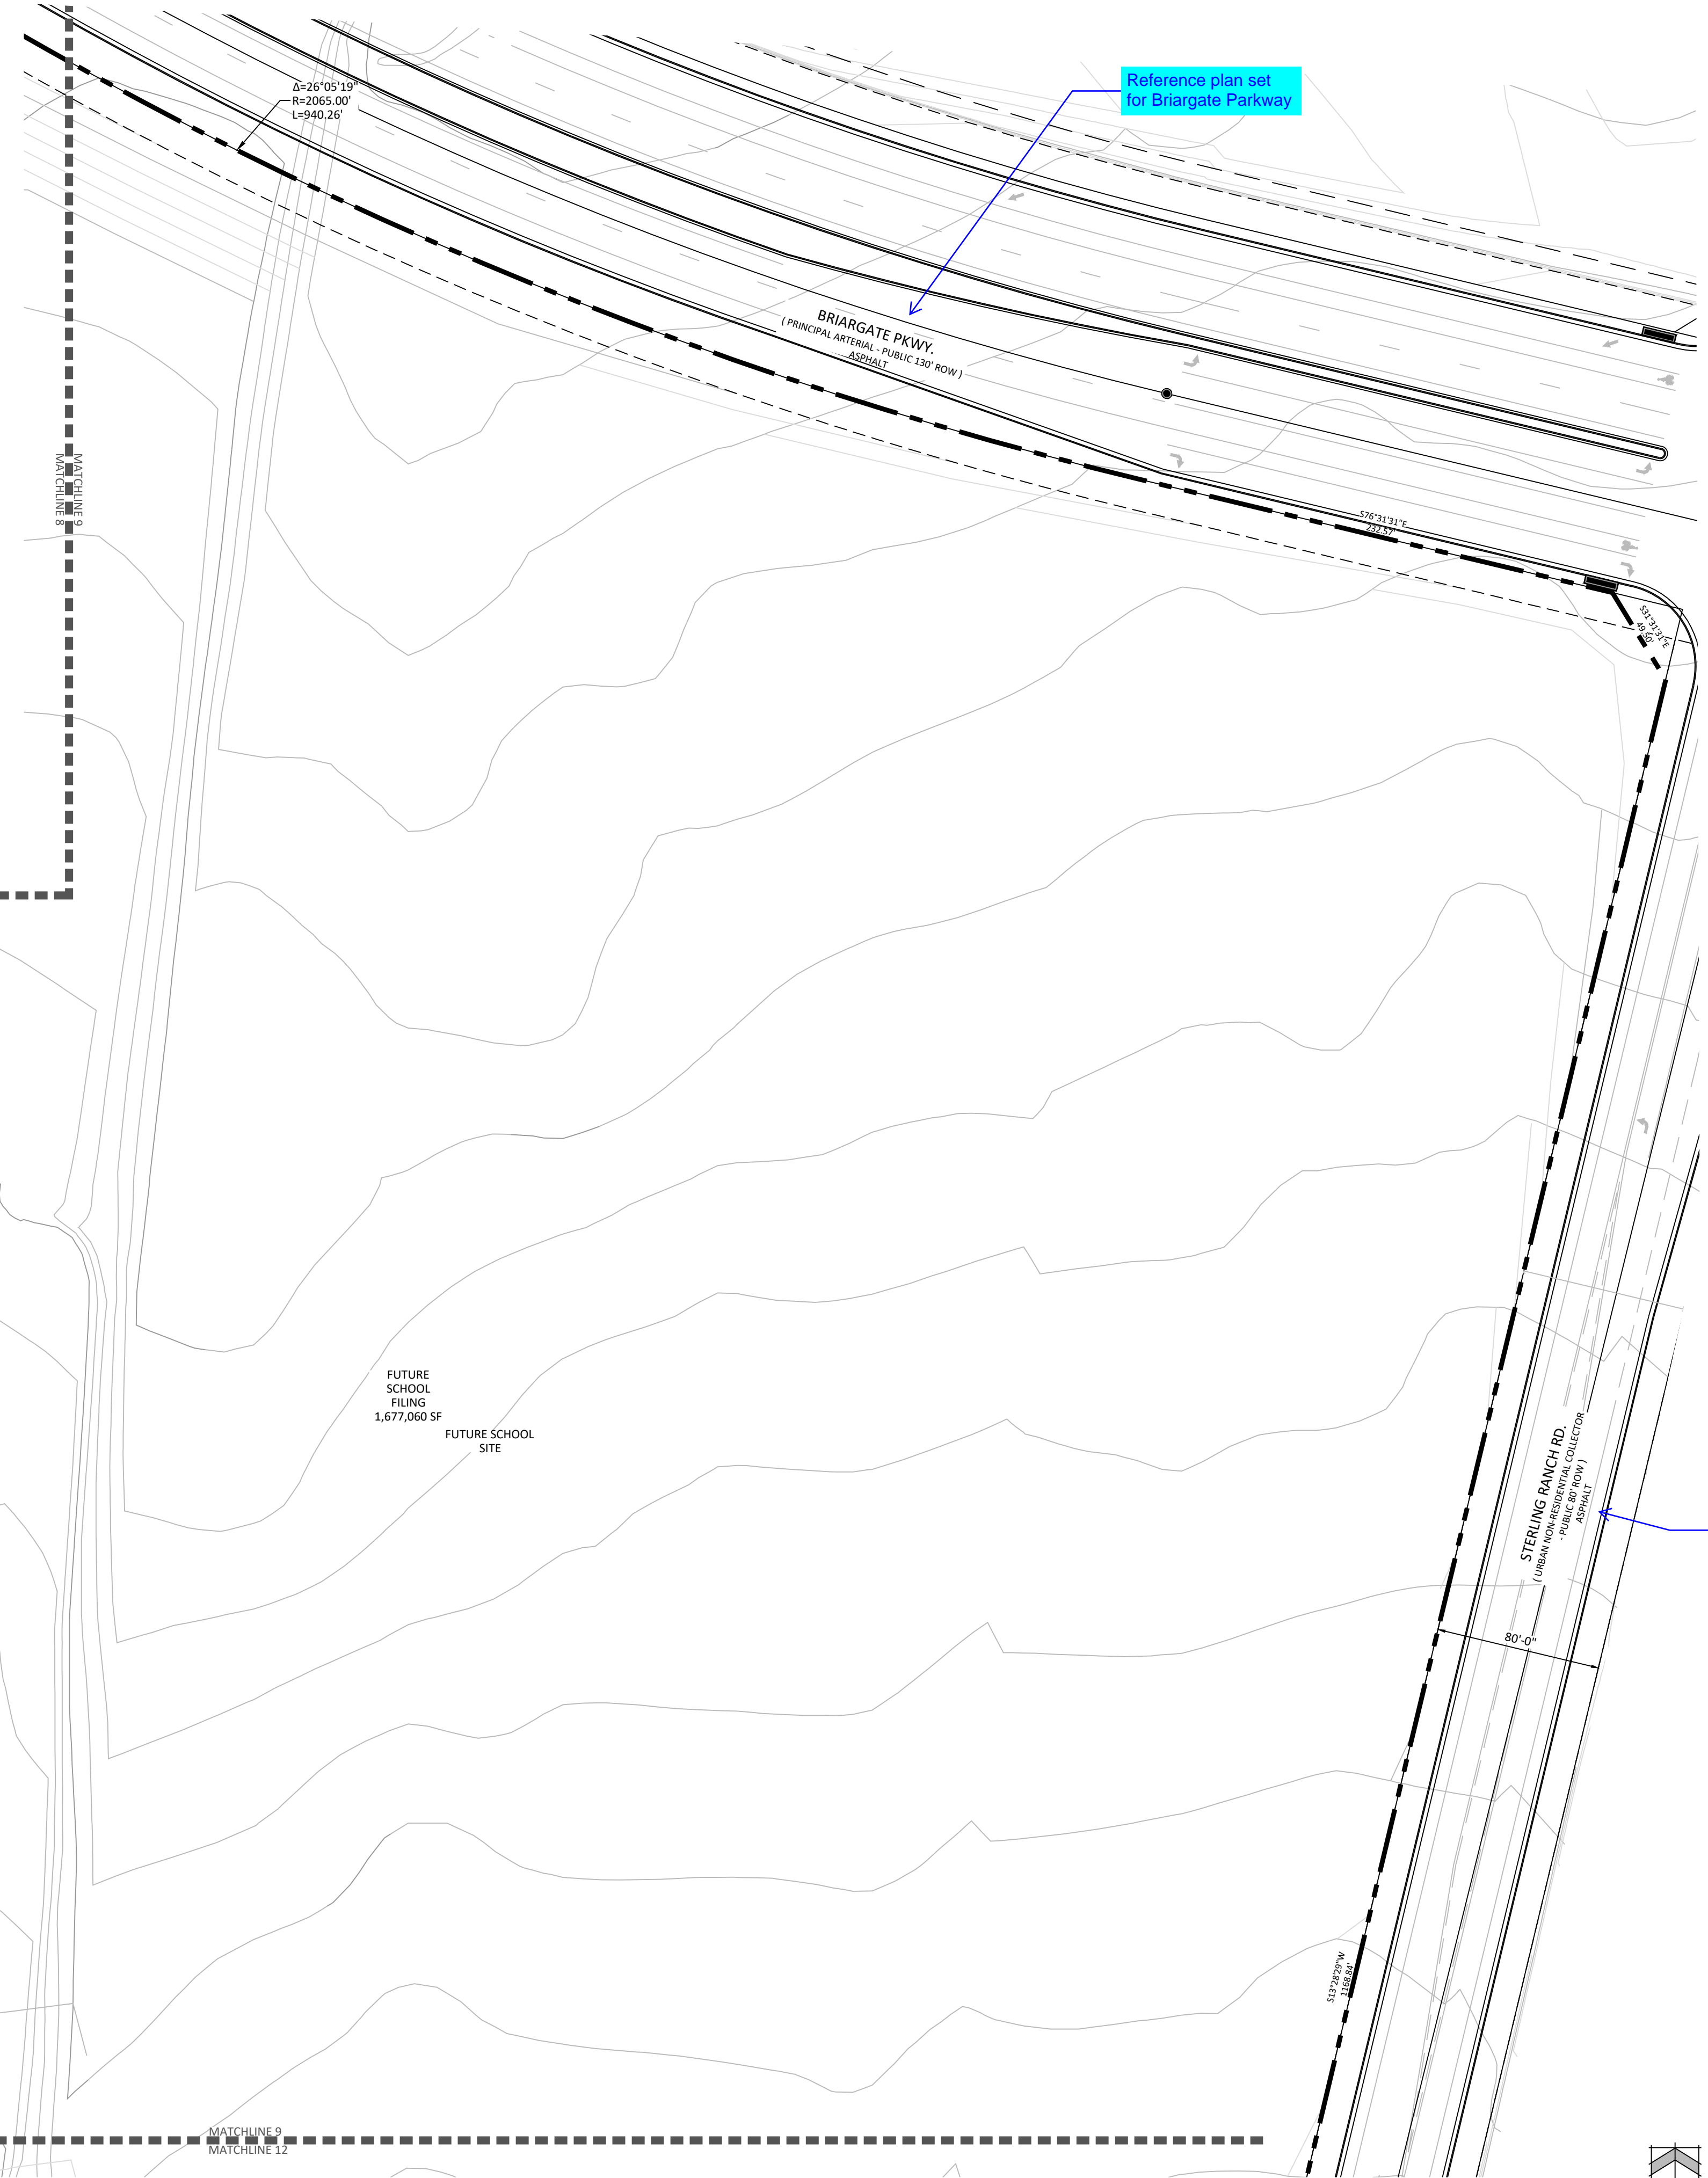 Δ=26°05'19"
R=2065.00'
L=940.26'
Reference plan set
for Briargate Parkway
BRIARGATE PKWY.
( PRINCIPAL ARTERIAL - PUBLIC 130' ROW )
ASPHALT
MATCHLINE 9
MATCHLINE 8
S76°31'31"E
232.57'
S31°31'31"E
49.50'
FUTURE
SCHOOL
FILING
1,677,060 SF
FUTURE SCHOOL
SITE
STERLING RANCH RD.
( URBAN NON-RESIDENTIAL COLLECTOR
- PUBLIC 80' ROW )
ASPHALT
80'-0"
S13°28'29"W
1168.84'
MATCHLINE 9
MATCHLINE 12